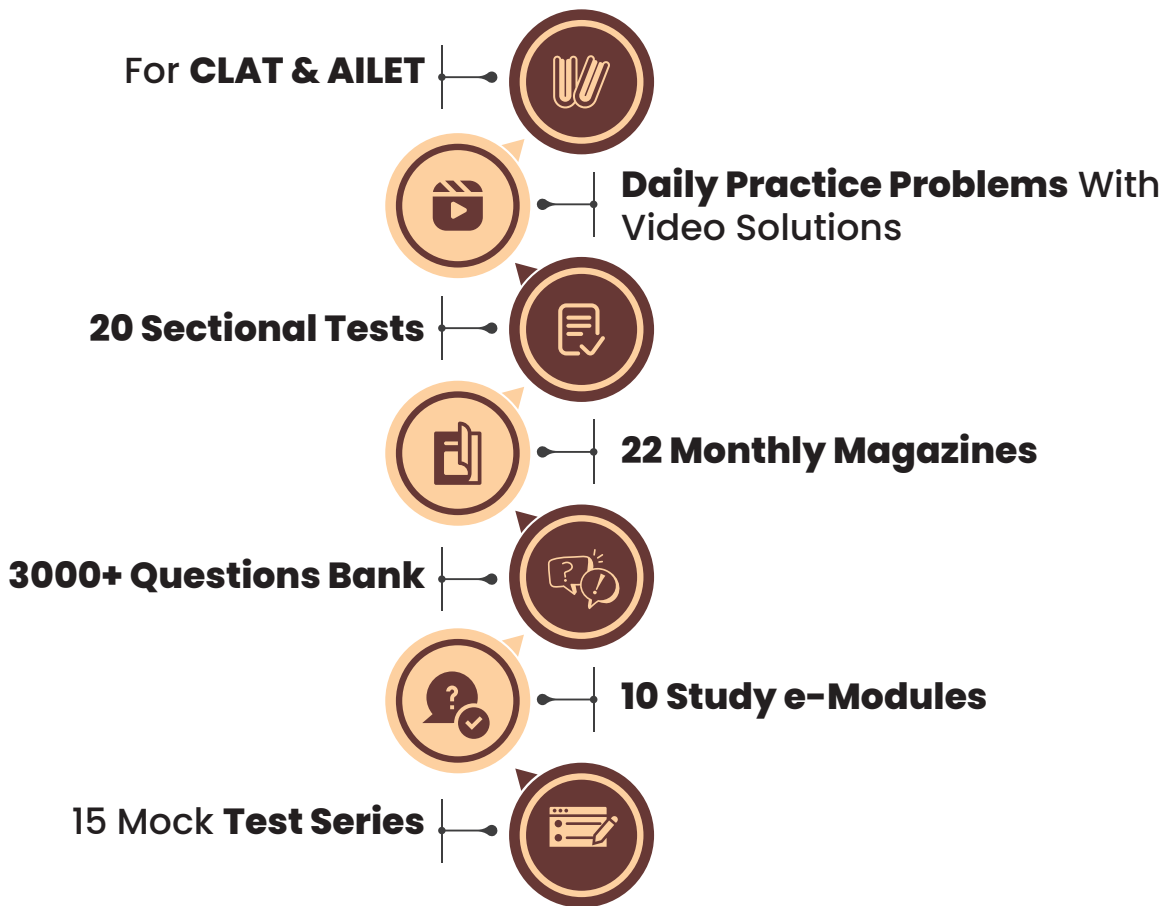 For CLAT & AILET
Daily Practice Problems With
Video Solutions
20 Sectional Tests
22 Monthly Magazines
3000+ Questions Bank
10 Study e-Modules
15 Mock Test Series